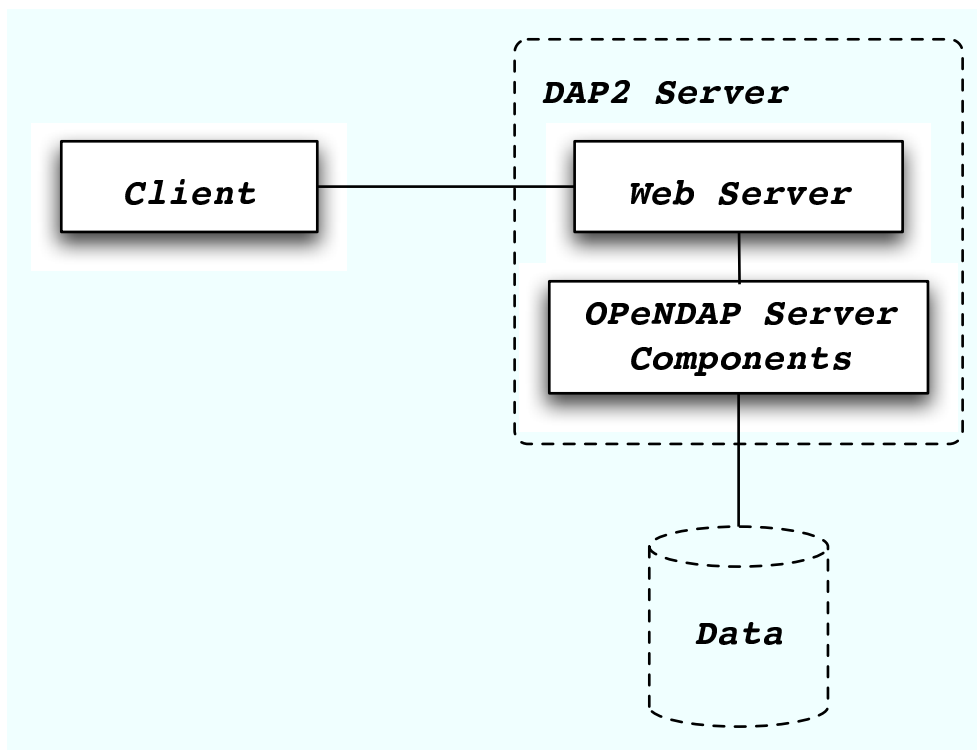 DAP2 Server
Client
Web Server
OPeNDAP Server
Components
Data